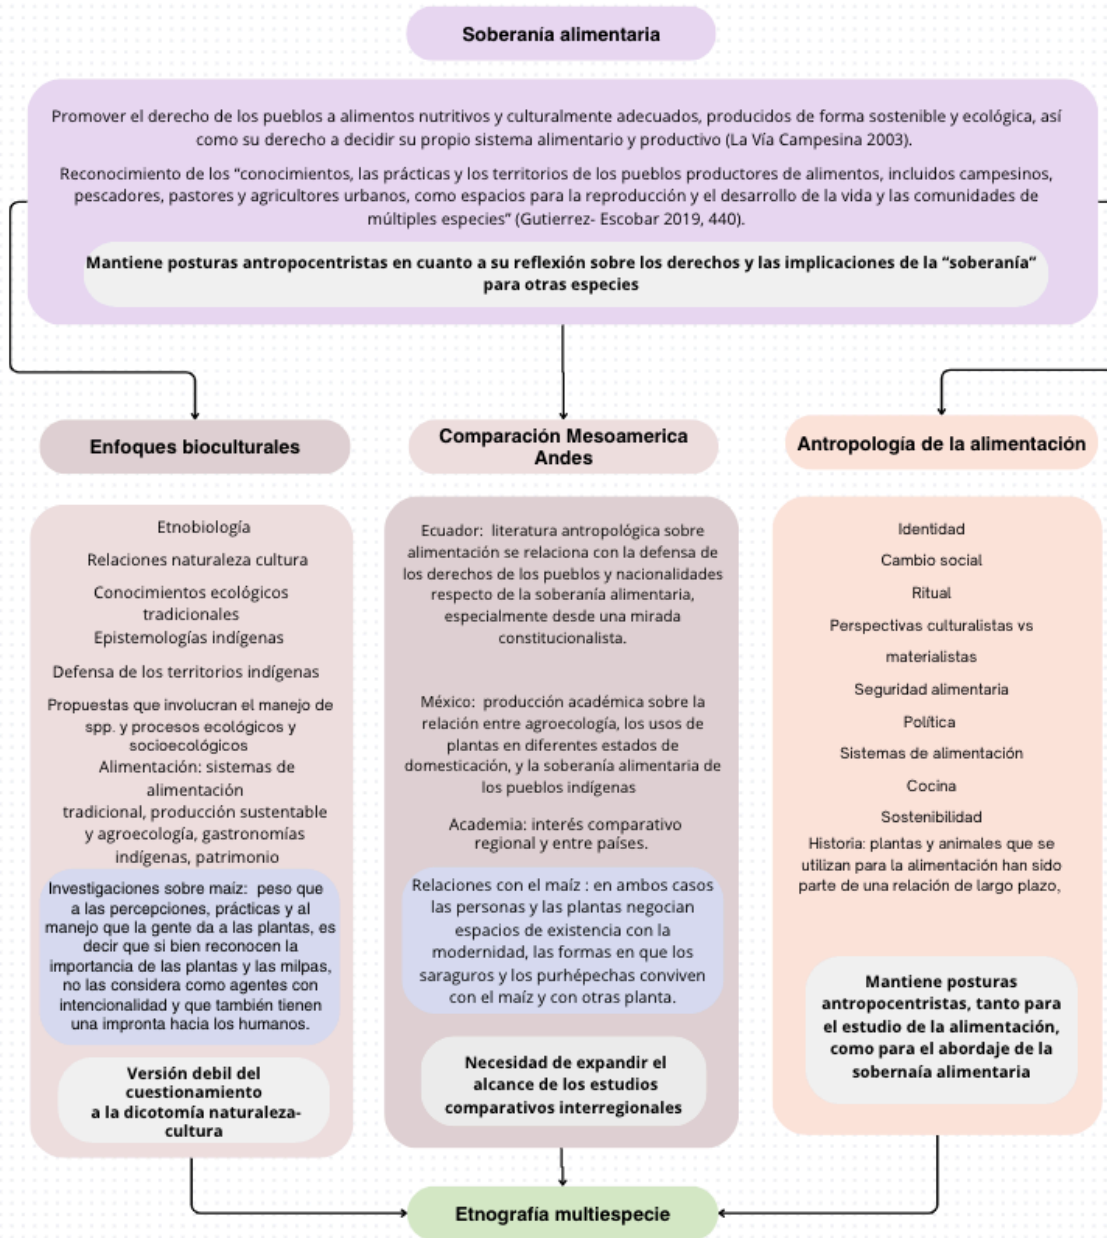 Soberanía alimentaria
Promover el derecho de los pueblos a alimentos nutritivos y culturalmente adecuados, producidos de forma sostenible y ecológica, así
como su derecho a decidir su propio sistema alimentario y productivo (La Vía Campesina 2003).
Reconocimiento de los “conocimientos, las prácticas y los territorios de los pueblos productores de alimentos, incluidos campesinos,
pescadores, pastores y agricultores urbanos, como espacios para la reproducción y el desarrollo de la vida y las comunidades de
múltiples especies” (Gutierrez- Escobar 2019, 440).
Mantiene posturas antropocentristas en cuanto a su reflexión sobre los derechos y las implicaciones de la “soberanía”
para otras especies
Enfoques bioculturales
Etnobiología
Relaciones naturaleza cultura
Conocimientos ecológicos
tradicionales
Epistemologías indígenas
Defensa de los territorios indígenas
Propuestas que involucran el manejo de
spp. y procesos ecológicos y
socioecológicos
Alimentación: sistemas de
alimentación
tradicional, producción sustentable
y agroecología, gastronomías
indígenas, patrimonio
Investigaciones sobre maíz: peso que
a las percepciones, prácticas y al
manejo que la gente da a las plantas, es
decir que si bien reconocen la
importancia de las plantas y las milpas,
no las considera como agentes con
intencionalidad y que también tienen
una impronta hacia los humanos.
Versión debil del
cuestionamiento
a la dicotomía naturaleza-
cultura
Comparación Mesoamerica
Andes
Ecuador: literatura antropológica sobre
alimentación se relaciona con la defensa de
los derechos de los pueblos y nacionalidades
respecto de la soberanía alimentaria,
especialmente desde una mirada
constitucionalista.
México: producción académica sobre la
relación entre agroecología, los usos de
plantas en diferentes estados de
domesticación, y la soberanía alimentaria de
los pueblos indígenas
Academia: interés comparativo
regional y entre países.
Relaciones con el maíz : en ambos casos
las personas y las plantas negocian
espacios de existencia con la
modernidad, las formas en que los
saraguros y los purhépechas conviven
con el maíz y con otras planta.
Necesidad de expandir el
alcance de los estudios
comparativos interregionales
Antropología de la alimentación
Identidad
Cambio social
Ritual
Perspectivas culturalistas vs
materialistas
Seguridad alimentaria
Política
Sistemas de alimentación
Cocina
Sostenibilidad
Historia: plantas y animales que se
utilizan para la alimentación han sido
parte de una relación de largo plazo,
Mantiene posturas
antropocentristas, tanto para
el estudio de la alimentación,
como para el abordaje de la
sobernaía alimentaria
Etnografía multiespecie